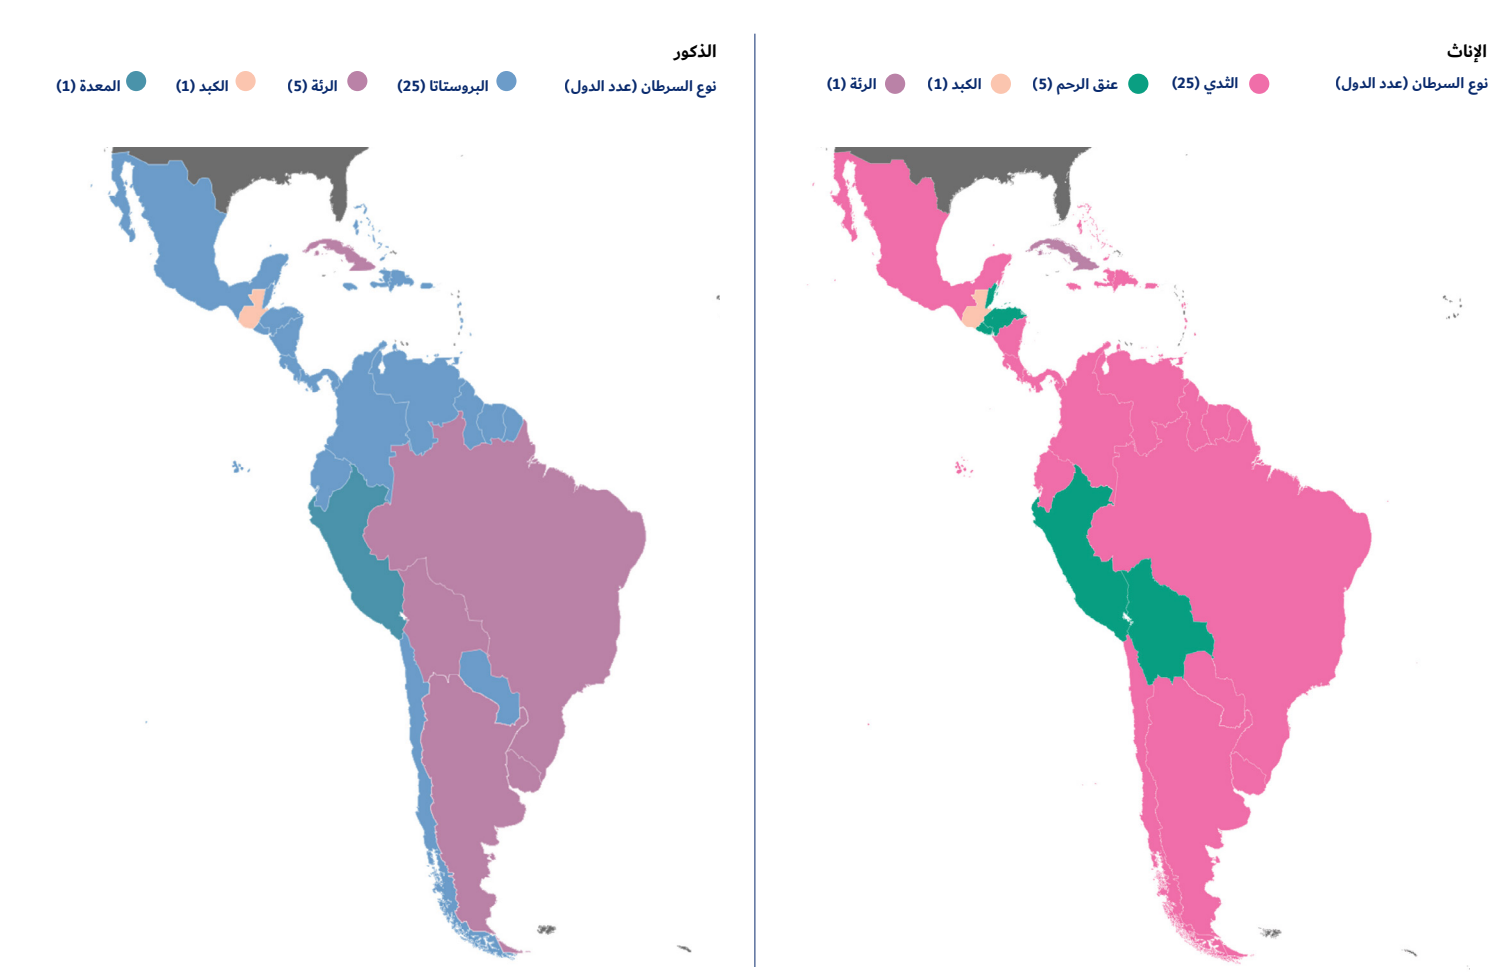 الإناث
نوع السرطان (عدد الدول) الثدي (25) عنق الرحم (5) الكبد (1) الرئة (1)
الذكور
نوع السرطان (عدد الدول) البروستاتا (25) الرئة (5) الكبد (1) المعدة (1)